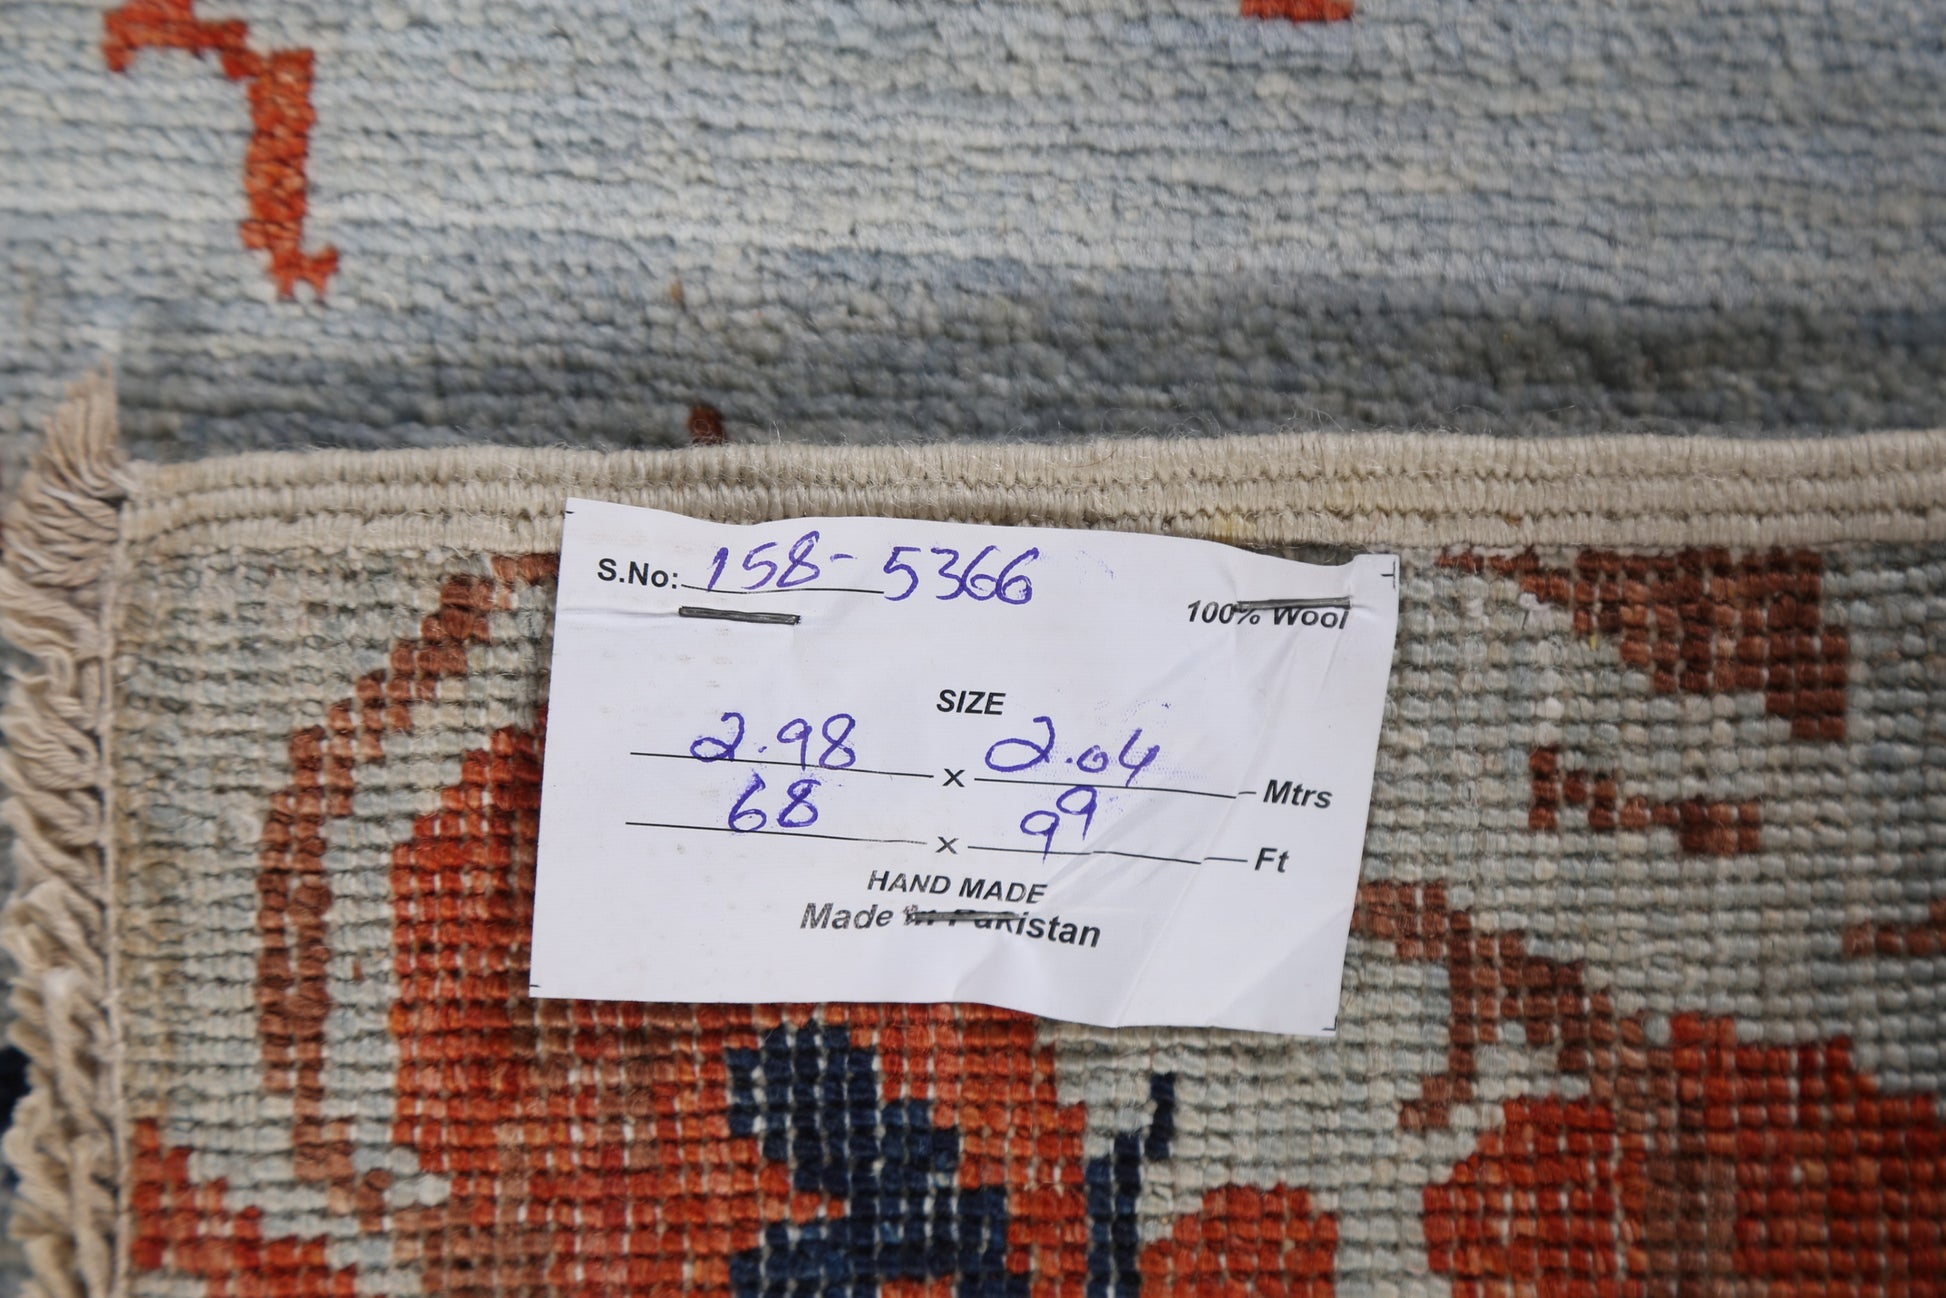 S.No: 158-5366
100% Wool
SIZE
2.98 x 2.04 Mtrs
68 x 99 Ft
HAND MADE
Made in Pakistan